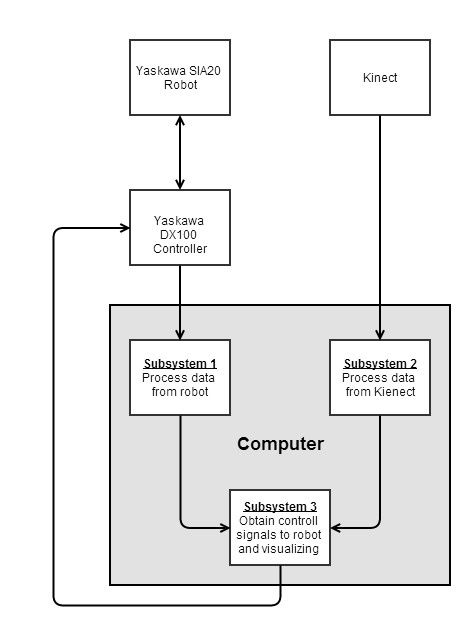 Yaskawa SIA20
Robot
Kinect
Yaskawa
DX100
Controller
Subsystem 1
Process data
from robot
Subsystem 2
Process data
from Kienect
Computer
Subsystem 3
Obtain controll
signals to robot
and visualizing